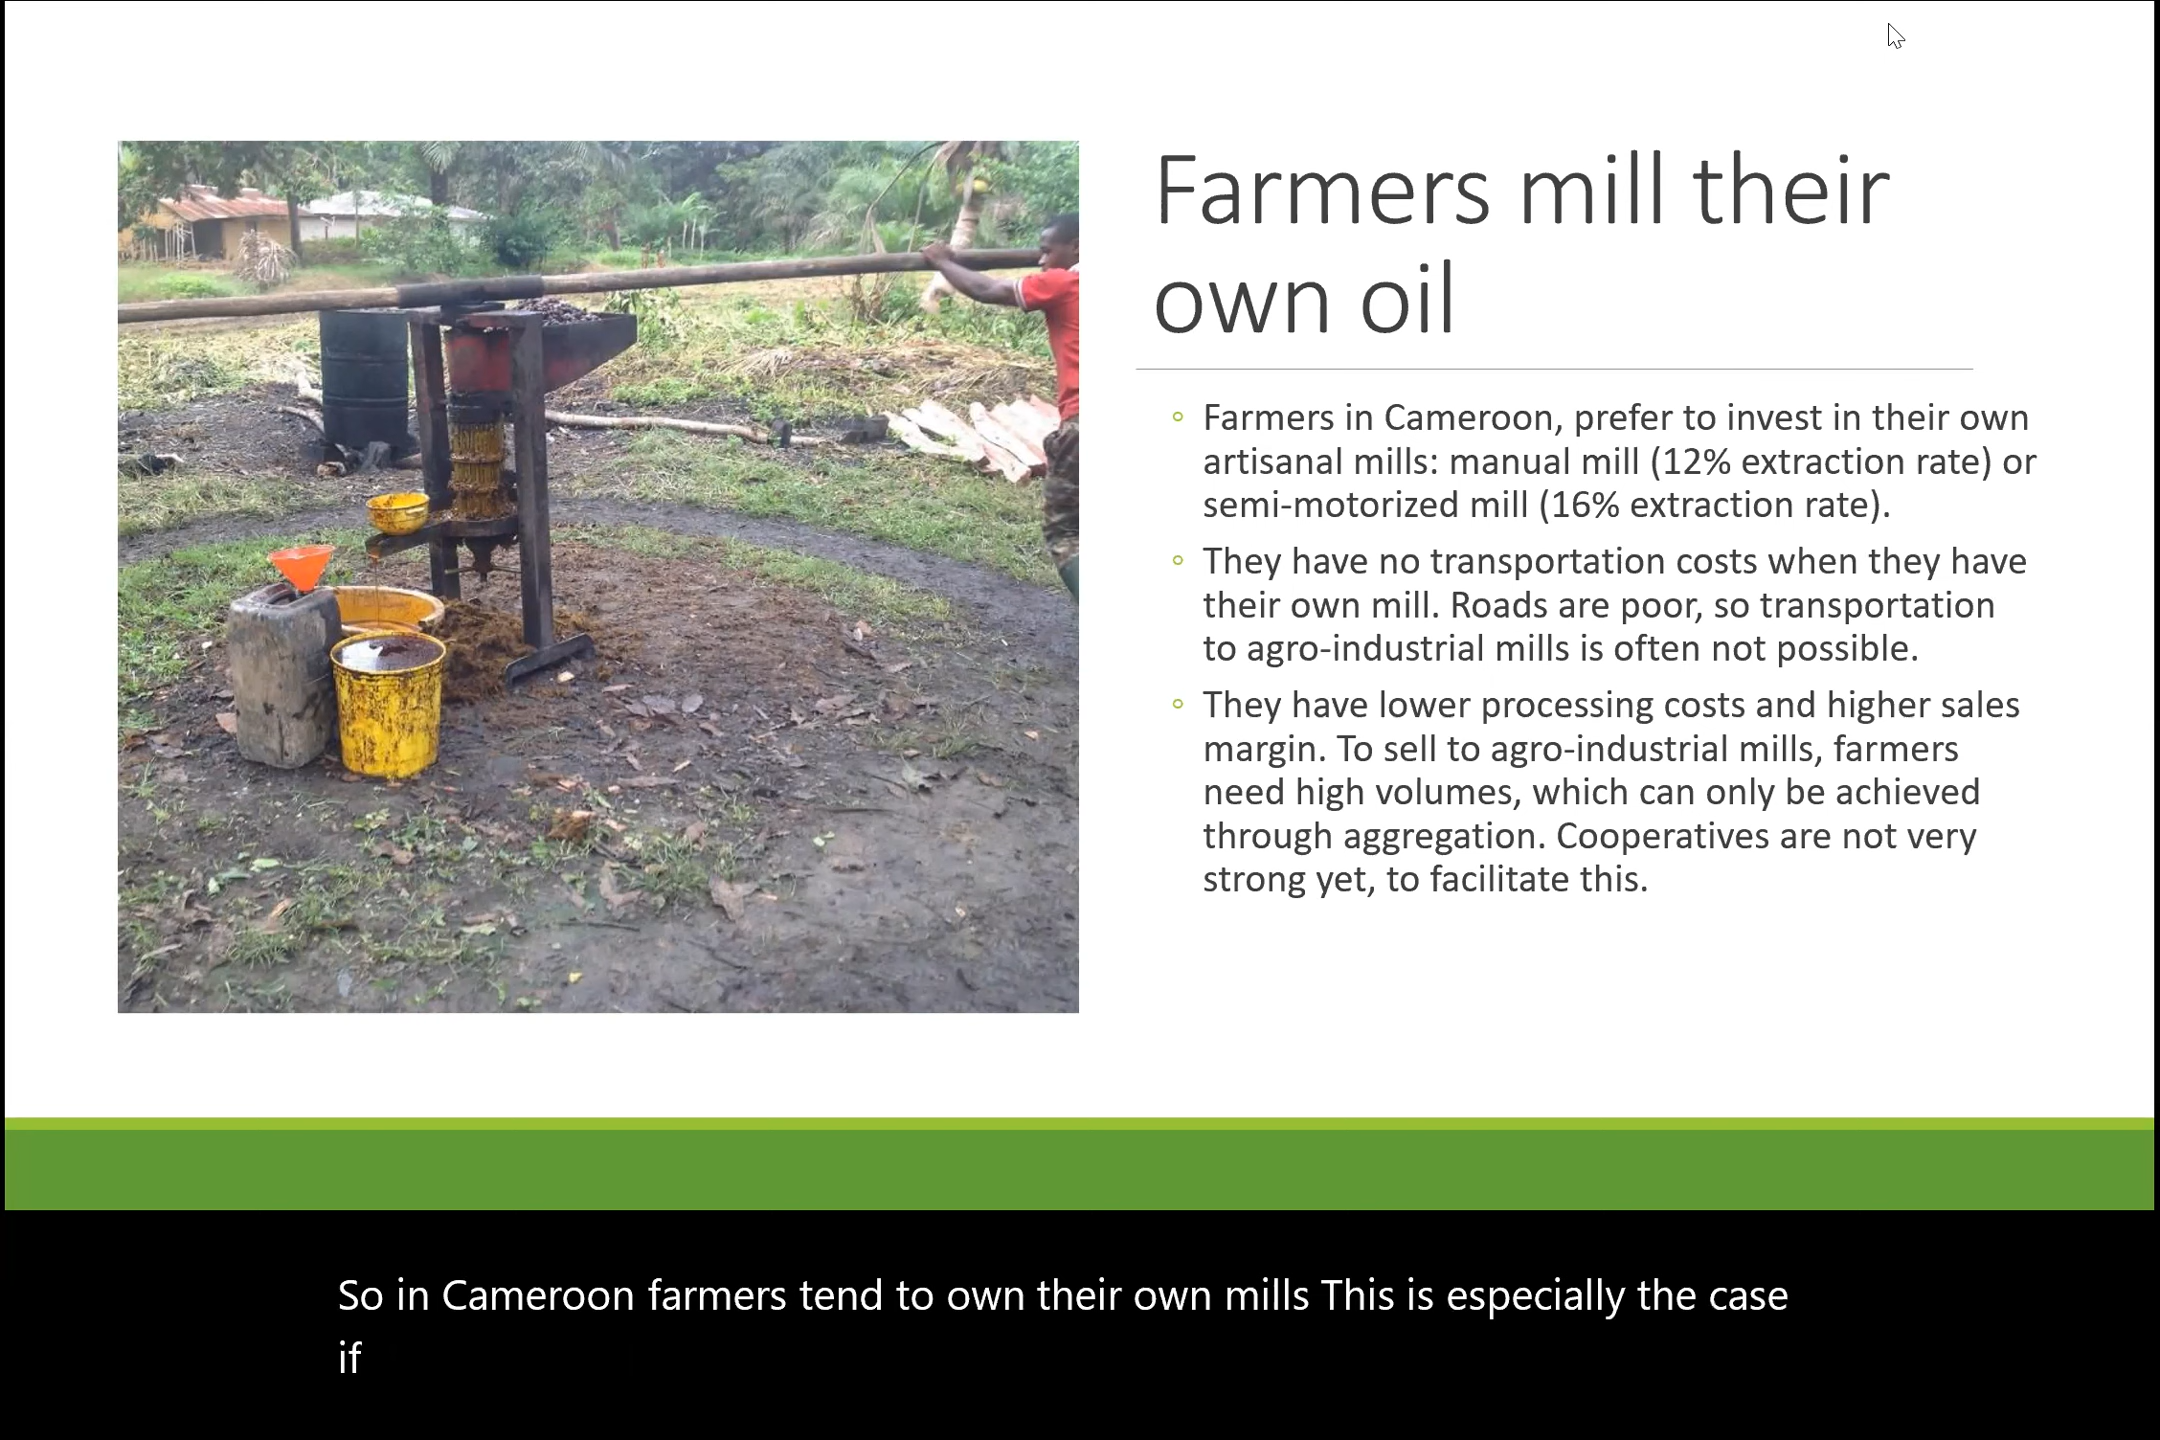 Farmers mill their
own oil
◦ Farmers in Cameroon, prefer to invest in their own
artisanal mills: manual mill (12% extraction rate) or
semi-motorized mill (16% extraction rate).
◦ They have no transportation costs when they have
their own mill. Roads are poor, so transportation
to agro-industrial mills is often not possible.
◦ They have lower processing costs and higher sales
margin. To sell to agro-industrial mills, farmers
need high volumes, which can only be achieved
through aggregation. Cooperatives are not very
strong yet, to facilitate this.
So in Cameroon farmers tend to own their own mills This is especially the case
if